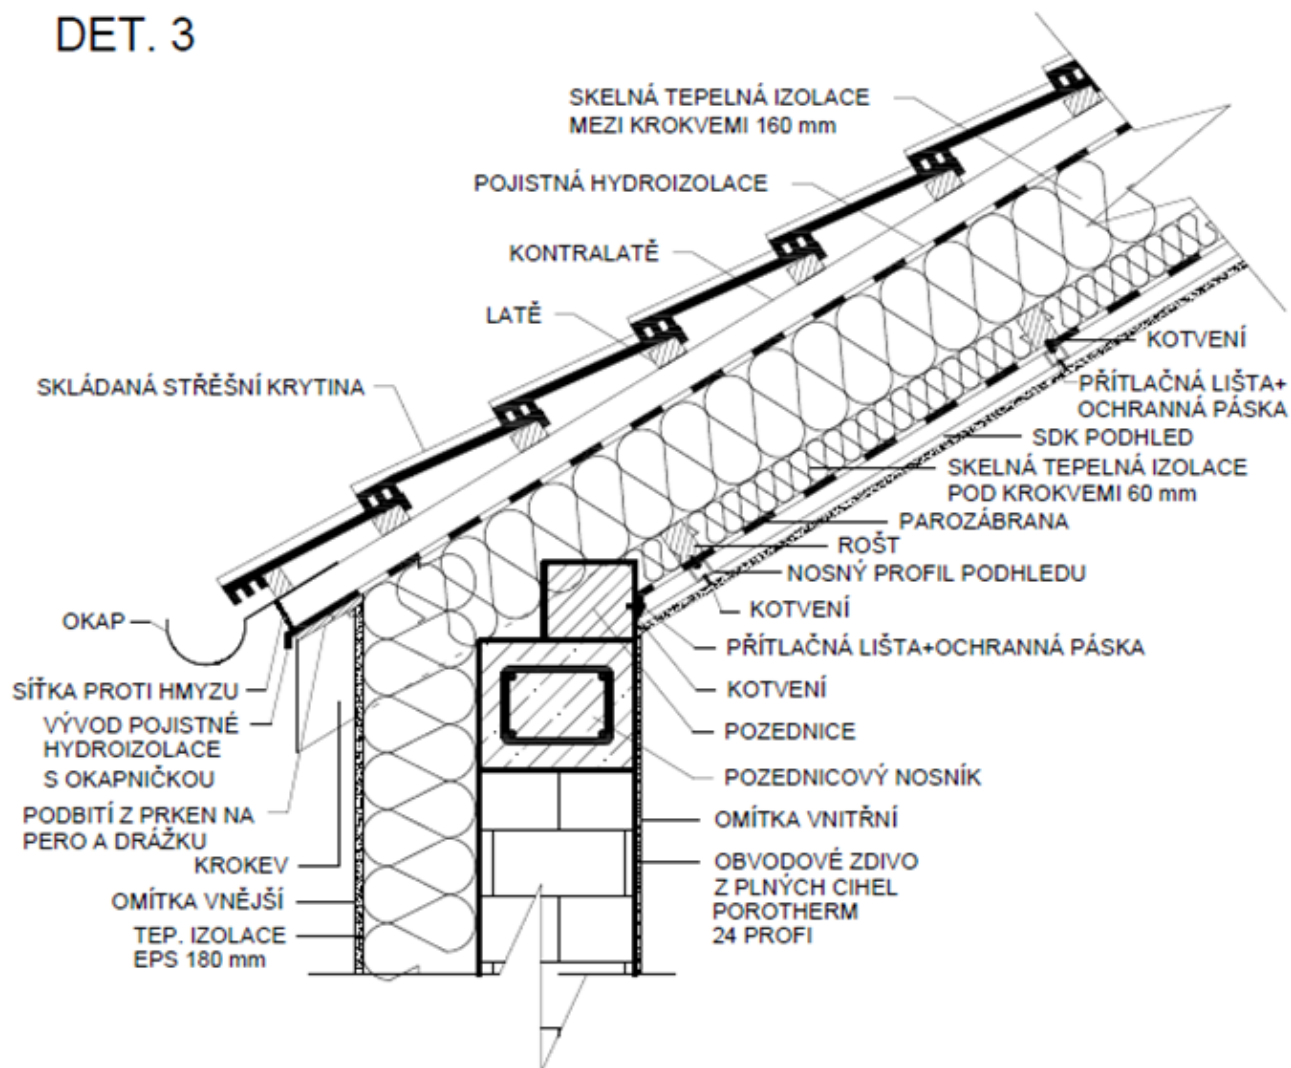 DET. 3
SKELNÁ TEPELNÁ IZOLACE
MEZI KROKVEMI 160 mm
POJISTNÁ HYDROIZOLACE
KONTRALATĚ
LATĚ
SKLÁDANÁ STŘEŠNÍ KRYTINA
OKAP
SÍŤKA PROTI HMYZU
VÝVOD POJISTNÉ
HYDROIZOLACE
S OKAPNIČKOU
PODBITÍ Z PRKEN NA
PERO A DRÁŽKU
KROKEV
OMÍTKA VNĚJŠÍ
TEP. IZOLACE
EPS 180 mm
KOTVENÍ
PŘÍTLAČNÁ LIŠTA+
OCHRANNÁ PÁSKA
SDK PODHLED
SKELNÁ TEPELNÁ IZOLACE
POD KROKVEMI 60 mm
PAROZÁBRANA
ROŠT
NOSNÝ PROFIL PODHLEDU
KOTVENÍ
PŘÍTLAČNÁ LIŠTA+OCHRANNÁ PÁSKA
KOTVENÍ
POZEDNICE
POZEDNICOVÝ NOSNÍK
OMÍTKA VNITŘNÍ
OBVODOVÉ ZDIVO
Z PLNÝCH CIHEL
POROTHERM
24 PROFI